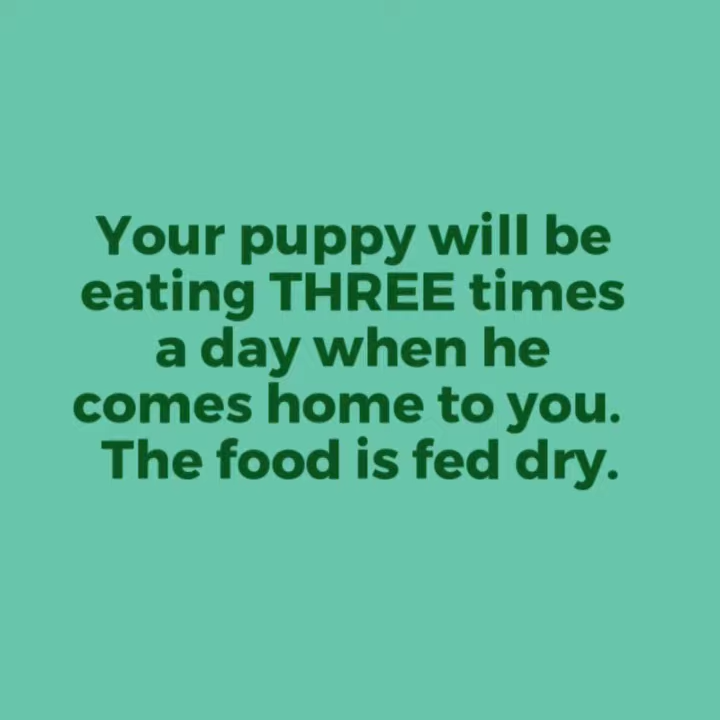 Your puppy will be
eating THREE times
a day when he
comes home to you.
The food is fed dry.